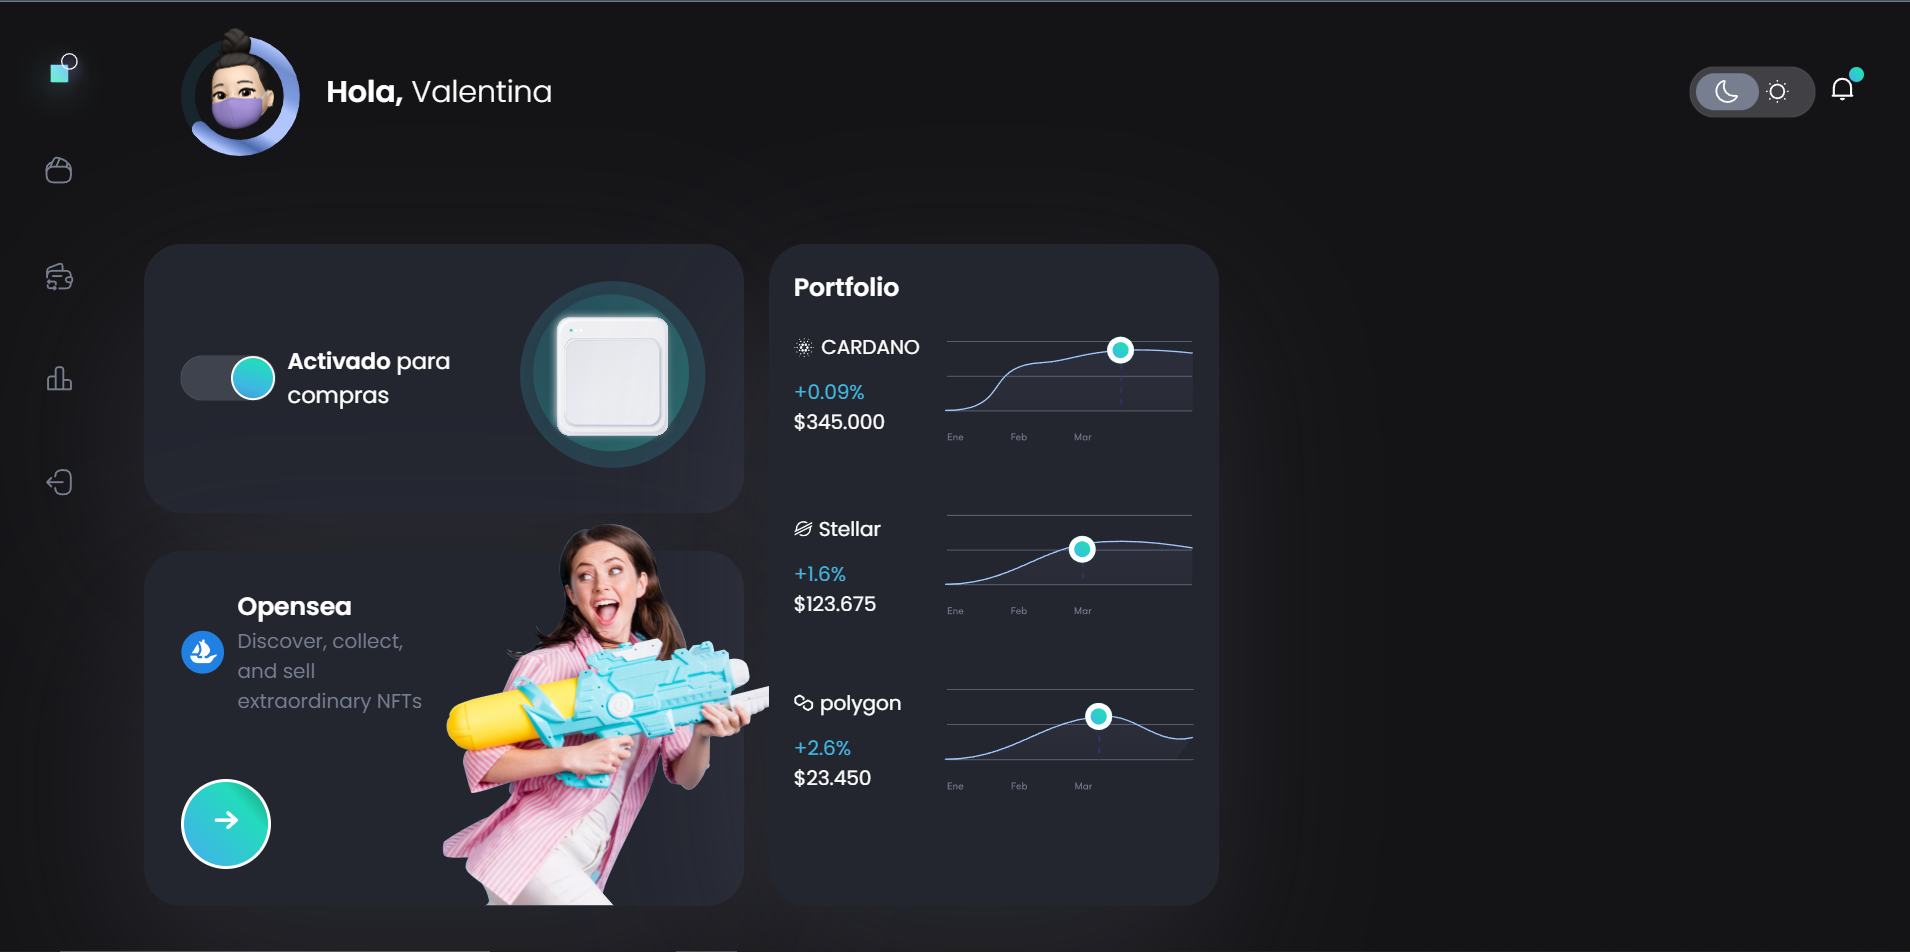 Hola, Valentina
Activado para
compras
Opensea
Discover, collect,
and sell
extraordinary NFTs
Portfolio
CARDANO
+0.09%
$345.000
Ene Feb Mar
Stellar
+1.6%
$123.675
Ene Feb Mar
polygon
+2.6%
$23.450
Ene Feb Mar